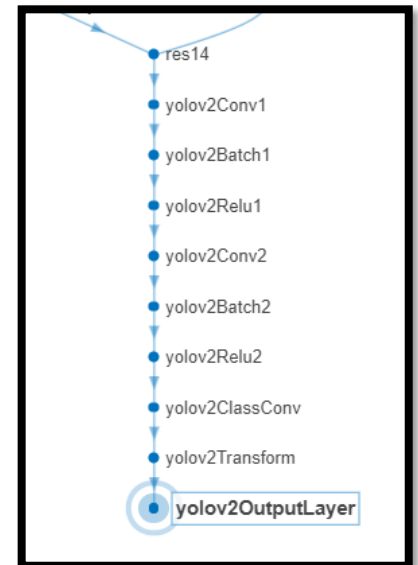 res14
yolov2Conv1
yolov2Batch1
yolov2Relu1
yolov2Conv2
yolov2Batch2
yolov2Relu2
yolov2ClassConv
yolov2Transform
yolov2OutputLayer